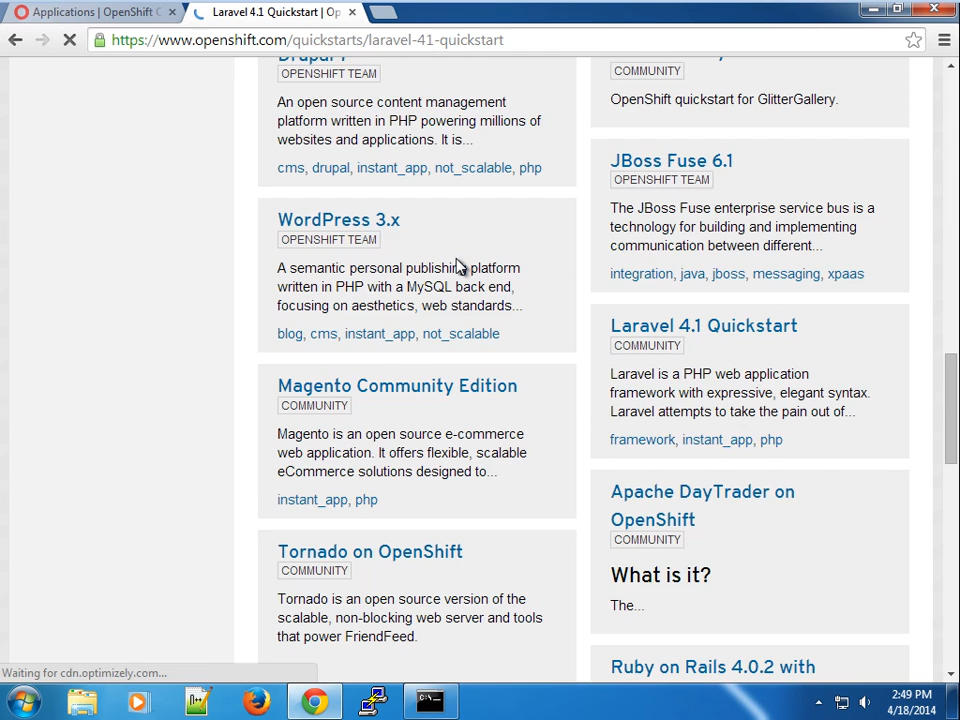 Applications | OpenShift C
Laravel 4.1 Quickstart | Op
https://www.openshift.com/quickstarts/laravel-41-quickstart
OPENSHIFT TEAM
An open source content management
platform written in PHP powering millions of
websites and applications. It is...
cms, drupal, instant_app, not_scalable, php
WordPress 3.x
OPENSHIFT TEAM
A semantic personal publishing platform
written in PHP with a MySQL back end,
focusing on aesthetics, web standards...
blog, cms, instant_app, not_scalable
Magento Community Edition
COMMUNITY
Magento is an open source e-commerce
web application. It offers flexible, scalable
eCommerce solutions designed to...
instant_app, php
Tornado on OpenShift
COMMUNITY
Tornado is an open source version of the
scalable, non-blocking web server and tools
that power FriendFeed.
COMMUNITY
OpenShift quickstart for GlitterGallery.
JBoss Fuse 6.1
OPENSHIFT TEAM
The JBoss Fuse enterprise service bus is a
technology for building and implementing
communication between different...
integration, java, jboss, messaging, xpaas
Laravel 4.1 Quickstart
COMMUNITY
Laravel is a PHP web application
framework with expressive, elegant syntax.
Laravel attempts to take the pain out of...
framework, instant_app, php
Apache DayTrader on
OpenShift
COMMUNITY
What is it?
The...
Ruby on Rails 4.0.2 with
Waiting for cdn.optimizely.com...
2:49 PM
4/18/2014